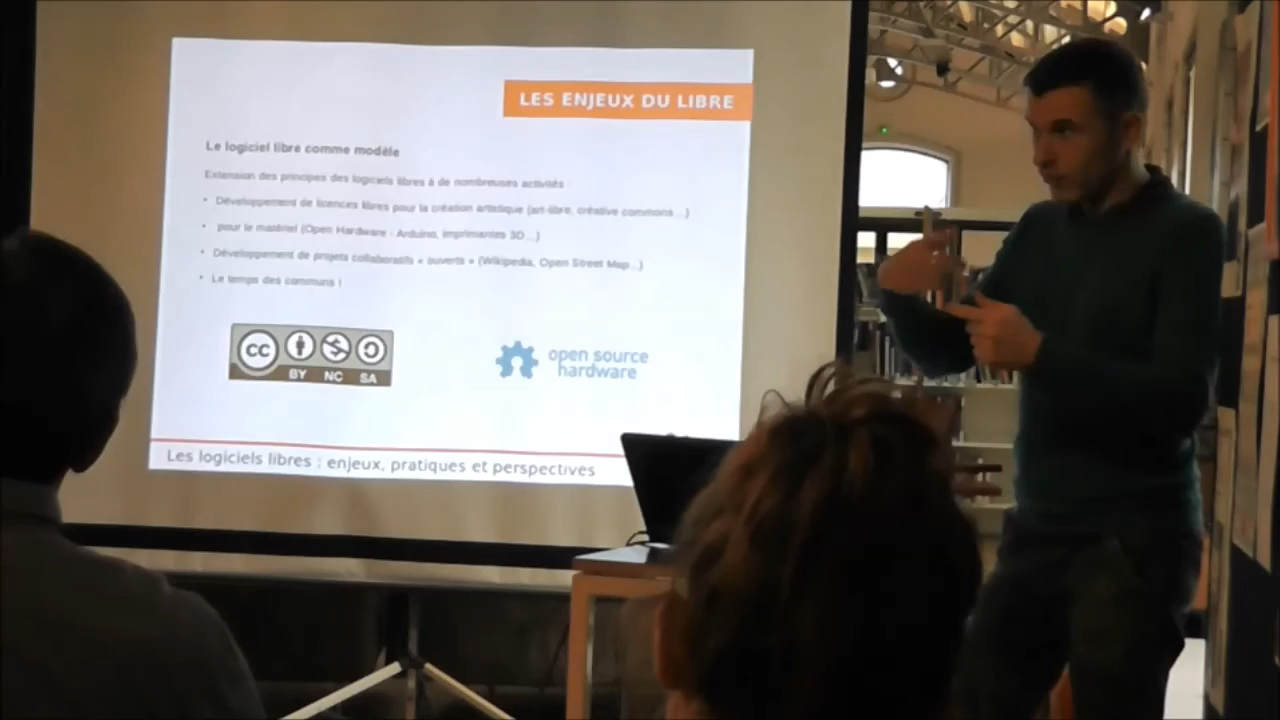 LES ENJEUX DU LIBRE
Le logiciel libre comme modèle
Extension des principes des logiciels libres à de nombreuses activités :
• Développement de licences libres pour la création artistique (art-libre, créative commons ...)
• pour le matériel (Open Hardware - Arduino, imprimantes 3D ...)
• Développement de projets collaboratifs « ouverts » (Wikipedia, Open Street Map...)
• Le temps des communs !
CC
BY NC SA
open source
hardware
Les logiciels libres : enjeux, pratiques et perspectives